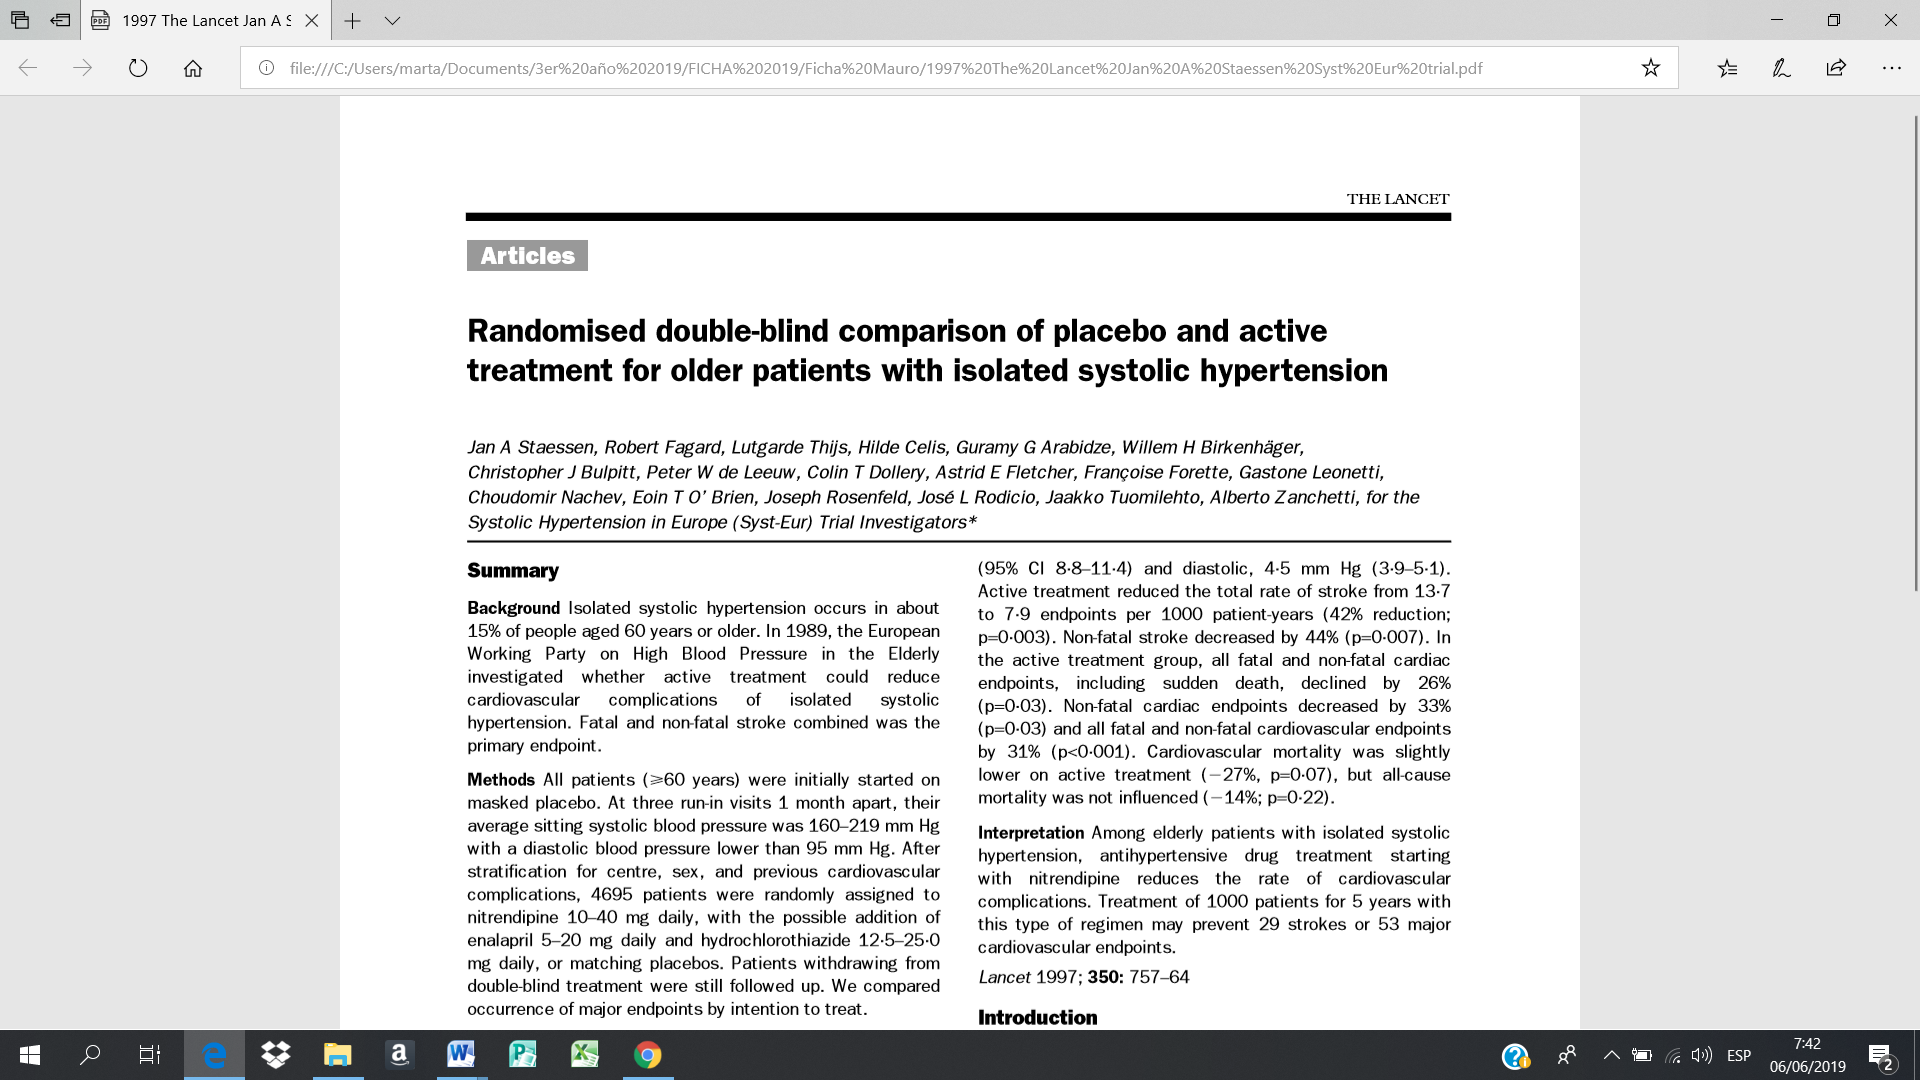 1997 The Lancet Jan A S
file:///C:/Users/marta/Documents/3er%20año%202019/FICHA%202019/Ficha%20Mauro/1997%20The%20Lancet%20Jan%20A%20Staessen%20Syst%20Eur%20trial.pdf
THE LANCET
Articles
Randomised double-blind comparison of placebo and active
treatment for older patients with isolated systolic hypertension
Jan A Staessen, Robert Fagard, Lutgarde Thijs, Hilde Celis, Guramy G Arabidze, Willem H Birkenhäger,
Christopher J Bulpitt, Peter W de Leeuw, Colin T Dollery, Astrid E Fletcher, Françoise Forette, Gastone Leonetti,
Choudomir Nachev, Eoin T O' Brien, Joseph Rosenfeld, José L Rodicio, Jaakko Tuomilehto, Alberto Zanchetti, for the
Systolic Hypertension in Europe (Syst-Eur) Trial Investigators*
Summary
Background Isolated systolic hypertension occurs in about
15% of people aged 60 years or older. In 1989, the European
Working Party on High Blood Pressure in the Elderly
investigated whether active treatment could reduce
cardiovascular complications of isolated systolic
hypertension. Fatal and non-fatal stroke combined was the
primary endpoint.
Methods All patients (⩾60 years) were initially started on
masked placebo. At three run-in visits 1 month apart, their
average sitting systolic blood pressure was 160–219 mm Hg
with a diastolic blood pressure lower than 95 mm Hg. After
stratification for centre, sex, and previous cardiovascular
complications, 4695 patients were randomly assigned to
nitrendipine 10–40 mg daily, with the possible addition of
enalapril 5–20 mg daily and hydrochlorothiazide 12·5–25·0
mg daily, or matching placebos. Patients withdrawing from
double-blind treatment were still followed up. We compared
occurrence of major endpoints by intention to treat.
(95% CI 8·8–11·4) and diastolic, 4·5 mm Hg (3·9–5·1).
Active treatment reduced the total rate of stroke from 13·7
to 7·9 endpoints per 1000 patient-years (42% reduction;
p=0·003). Non-fatal stroke decreased by 44% (p=0·007). In
the active treatment group, all fatal and non-fatal cardiac
endpoints, including sudden death, declined by 26%
(p=0·03). Non-fatal cardiac endpoints decreased by 33%
(p=0·03) and all fatal and non-fatal cardiovascular endpoints
by 31% (p<0·001). Cardiovascular mortality was slightly
lower on active treatment (−27%, p=0·07), but all-cause
mortality was not influenced (−14%; p=0·22).
Interpretation Among elderly patients with isolated systolic
hypertension, antihypertensive drug treatment starting
with nitrendipine reduces the rate of cardiovascular
complications. Treatment of 1000 patients for 5 years with
this type of regimen may prevent 29 strokes or 53 major
cardiovascular endpoints.
Lancet 1997; 350: 757–64
Introduction
ESP
7:42
06/06/2019
2